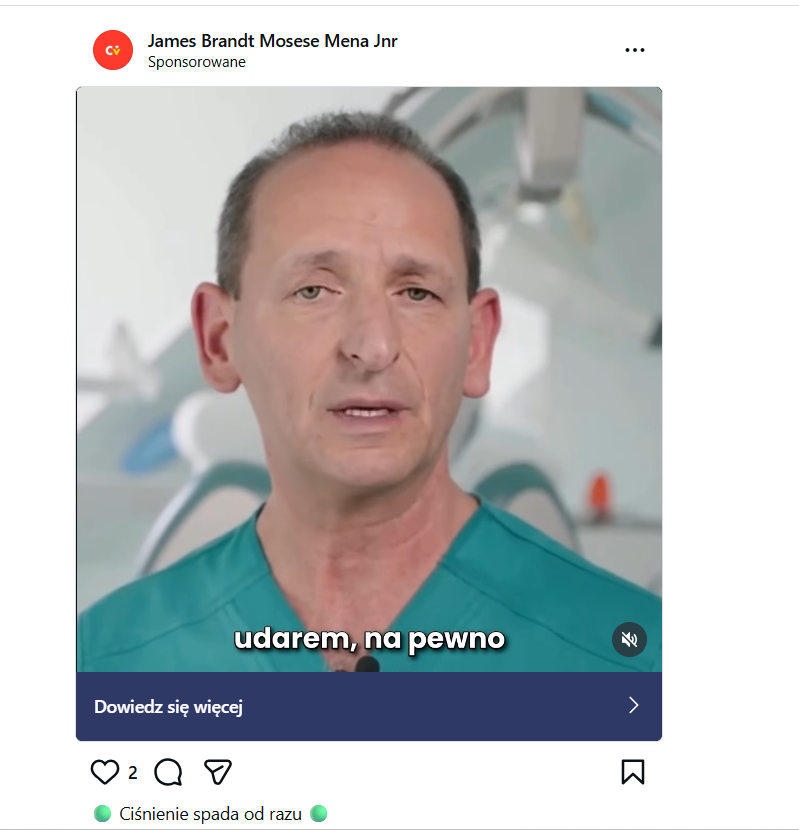 James Brandt Mosese Mena Jnr
Sponsorowane
udarem, na pewno
Dowiedz się więcej
2
Ciśnienie spada od razu